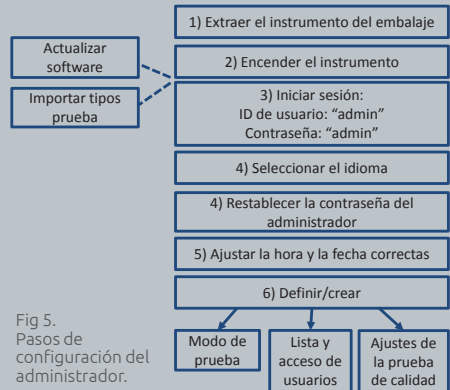 1) Extraer el instrumento del embalaje
Actualizar
software
2) Encender el instrumento
Importar tipos
prueba
3) Iniciar sesión:
ID de usuario: “admin”
Contraseña: “admin”
4) Seleccionar el idioma
4) Restablecer la contraseña del
administrador
5) Ajustar la hora y la fecha correctas
6) Definir/crear
Modo de
prueba
Lista y
acceso de
usuarios
Ajustes de
la prueba
de calidad
Fig 5.
Pasos de
configuración del
administrador.